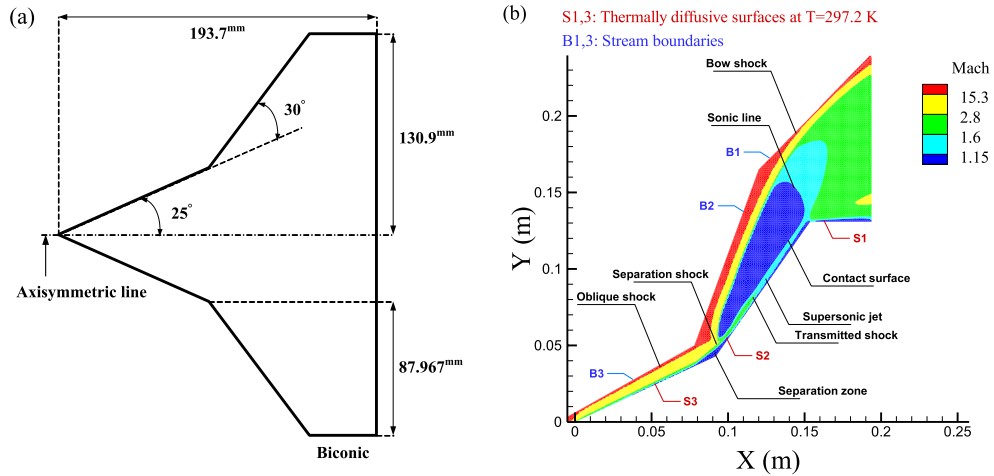 (a)
193.7mm
30°
130.9mm
25°
Axisymmetric line
87.967mm
Biconic
(b)
S1,3: Thermally diffusive surfaces at T=297.2 K
B1,3: Stream boundaries
Bow shock
Mach
15.3
2.8
1.6
1.15
Sonic line
B1
B2
S1
Separation shock
Contact surface
Oblique shock
Supersonic jet
Transmitted shock
S2
B3
S3
Separation zone
Y (m)
0.2
0.15
0.1
0.05
0
0
0.05
0.1
0.15
0.2
0.25
X (m)